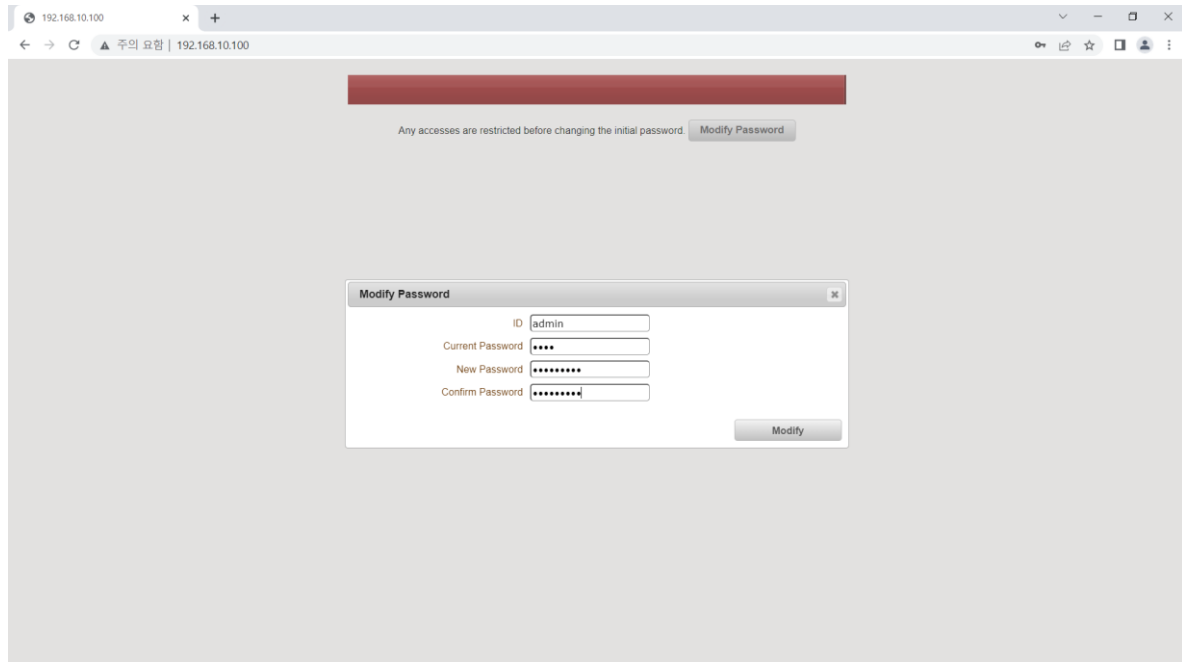 192.168.10.100
주의 요함 | 192.168.10.100
Any accesses are restricted before changing the initial password. Modify Password
Modify Password
ID admin
Current Password ••••
New Password •••••••••
Confirm Password •••••••••
Modify